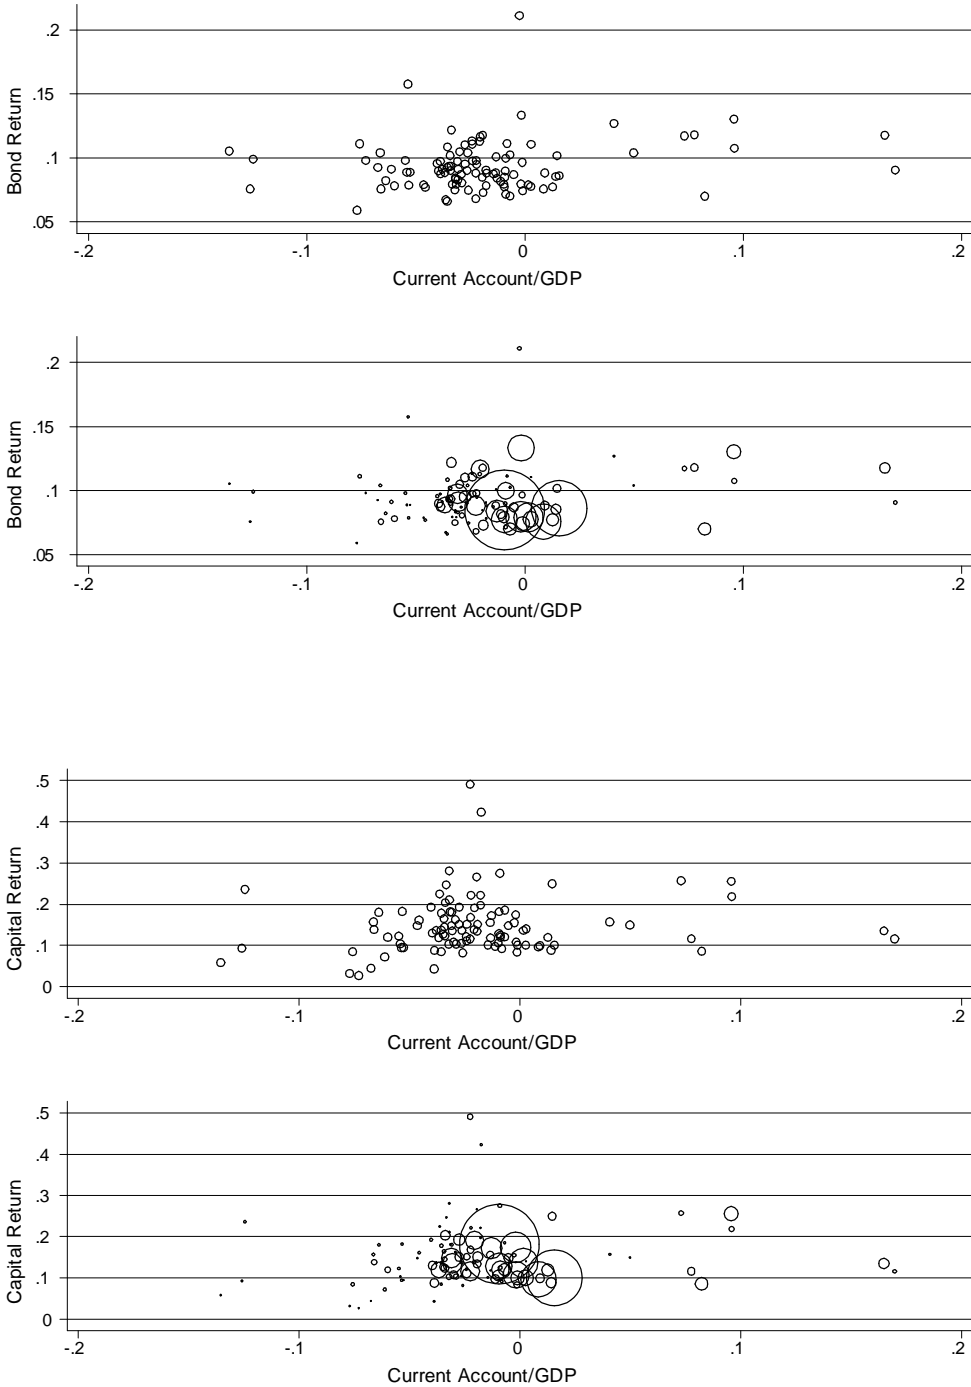 .2
.15
.1
.05
Bond Return
-.2 -.1 0 .1 .2
Current Account/GDP
.2
.15
.1
.05
Bond Return
-.2 -.1 0 .1 .2
Current Account/GDP
.5
.4
.3
.2
.1
0
Capital Return
-.2 -.1 0 .1 .2
Current Account/GDP
.5
.4
.3
.2
.1
0
Capital Return
-.2 -.1 0 .1 .2
Current Account/GDP